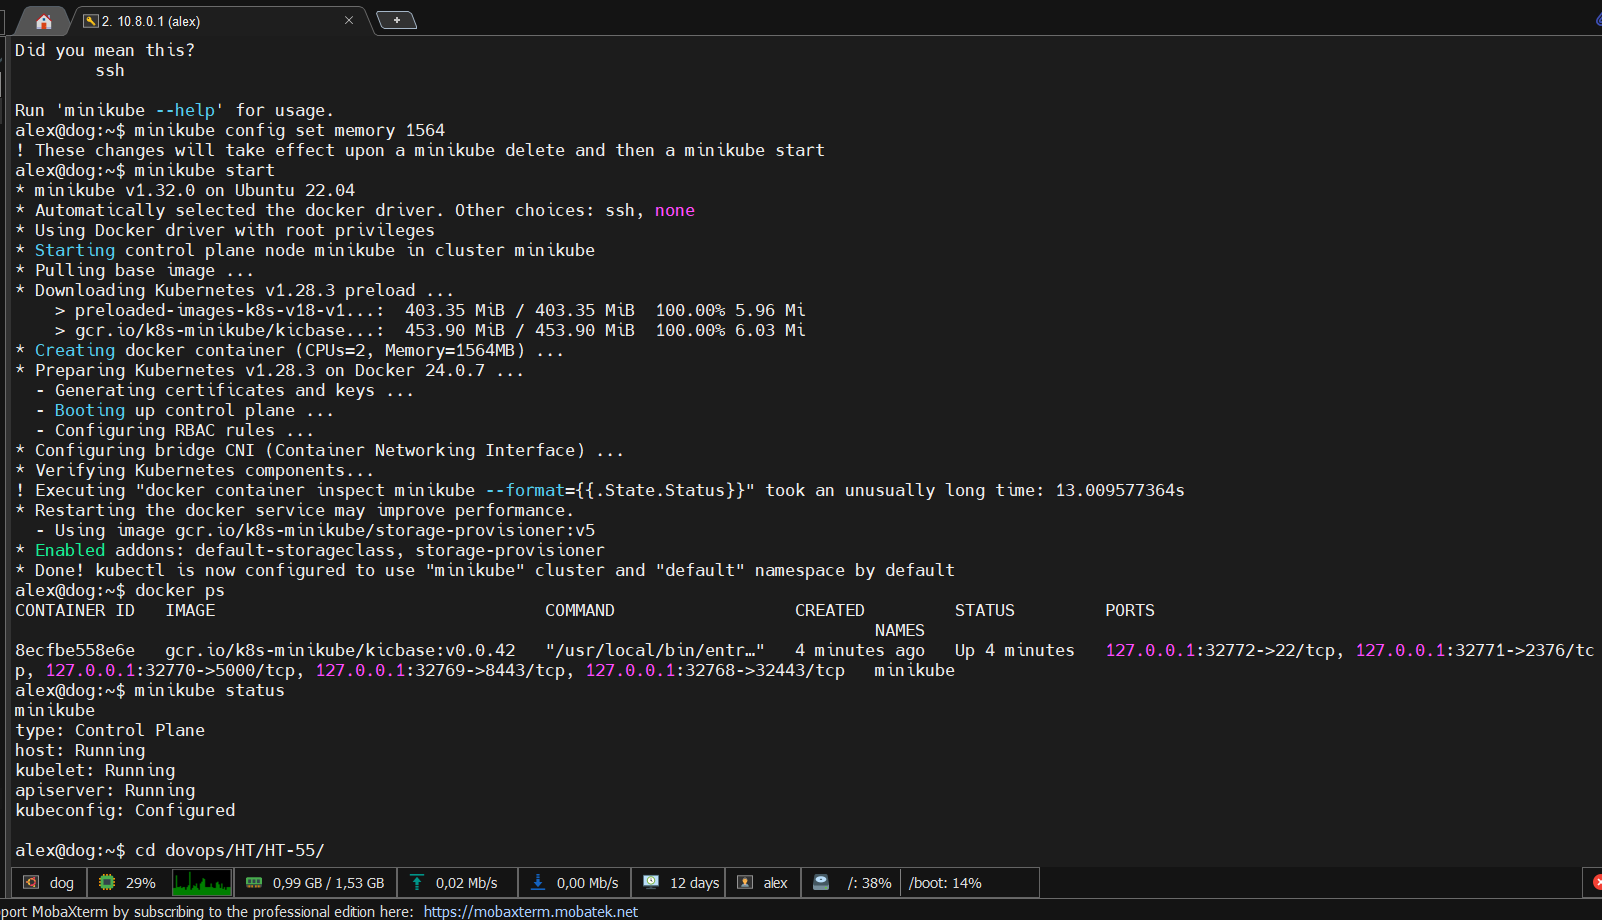 2. 10.8.0.1 (alex)
Did you mean this?
        ssh
Run 'minikube --help' for usage.
alex@dog:~$ minikube config set memory 1564
! These changes will take effect upon a minikube delete and then a minikube start
alex@dog:~$ minikube start
* minikube v1.32.0 on Ubuntu 22.04
* Automatically selected the docker driver. Other choices: ssh, none
* Using Docker driver with root privileges
* Starting control plane node minikube in cluster minikube
* Pulling base image ...
* Downloading Kubernetes v1.28.3 preload ...
    > preloaded-images-k8s-v18-v1...:  403.35 MiB / 403.35 MiB  100.00% 5.96 Mi
    > gcr.io/k8s-minikube/kicbase...:  453.90 MiB / 453.90 MiB  100.00% 6.03 Mi
* Creating docker container (CPUs=2, Memory=1564MB) ...
* Preparing Kubernetes v1.28.3 on Docker 24.0.7 ...
  - Generating certificates and keys ...
  - Booting up control plane ...
  - Configuring RBAC rules ...
* Configuring bridge CNI (Container Networking Interface) ...
* Verifying Kubernetes components...
! Executing "docker container inspect minikube --format={{.State.Status}}" took an unusually long time: 13.009577364s
* Restarting the docker service may improve performance.
  - Using image gcr.io/k8s-minikube/storage-provisioner:v5
* Enabled addons: default-storageclass, storage-provisioner
* Done! kubectl is now configured to use "minikube" cluster and "default" namespace by default
alex@dog:~$ docker ps
CONTAINER ID   IMAGE                                 COMMAND                  CREATED         STATUS         PORTS
                                                                                      NAMES
8ecfbe558e6e   gcr.io/k8s-minikube/kicbase:v0.0.42   "/usr/local/bin/entr…"   4 minutes ago   Up 4 minutes   127.0.0.1:32772->22/tcp, 127.0.0.1:32771->2376/tc
p, 127.0.0.1:32770->5000/tcp, 127.0.0.1:32769->8443/tcp, 127.0.0.1:32768->32443/tcp   minikube
alex@dog:~$ minikube status
minikube
type: Control Plane
host: Running
kubelet: Running
apiserver: Running
kubeconfig: Configured
alex@dog:~$ cd dovops/HT/HT-55/
dog 29% 0,99 GB / 1,53 GB 0,02 Mb/s 0,00 Mb/s 12 days alex /: 38% /boot: 14%
port MobaXterm by subscribing to the professional edition here: https://mobaxterm.mobatek.net